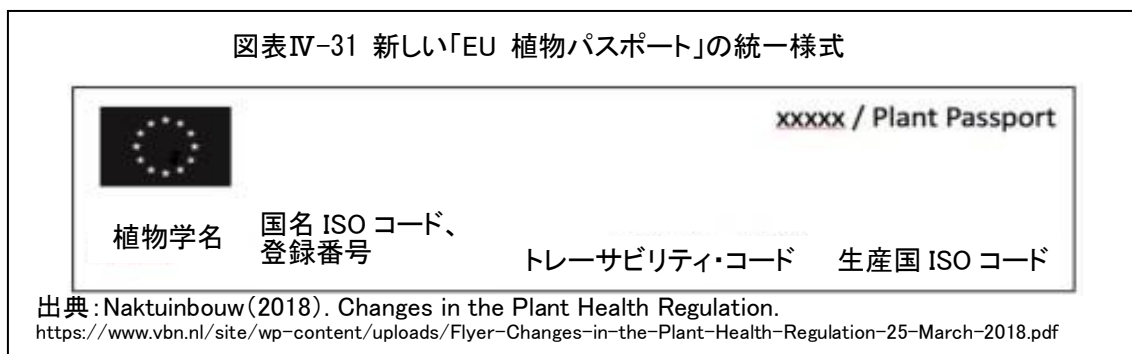 図表Ⅳ-31 新しい「EU 植物パスポート」の統一様式
xxxxx / Plant Passport
植物学名
国名 ISO コード、
登録番号
トレーサビリティ・コード
生産国 ISO コード
出典：Naktuinbouw（2018）. Changes in the Plant Health Regulation.
https://www.vbn.nl/site/wp-content/uploads/Flyer-Changes-in-the-Plant-Health-Regulation-25-March-2018.pdf